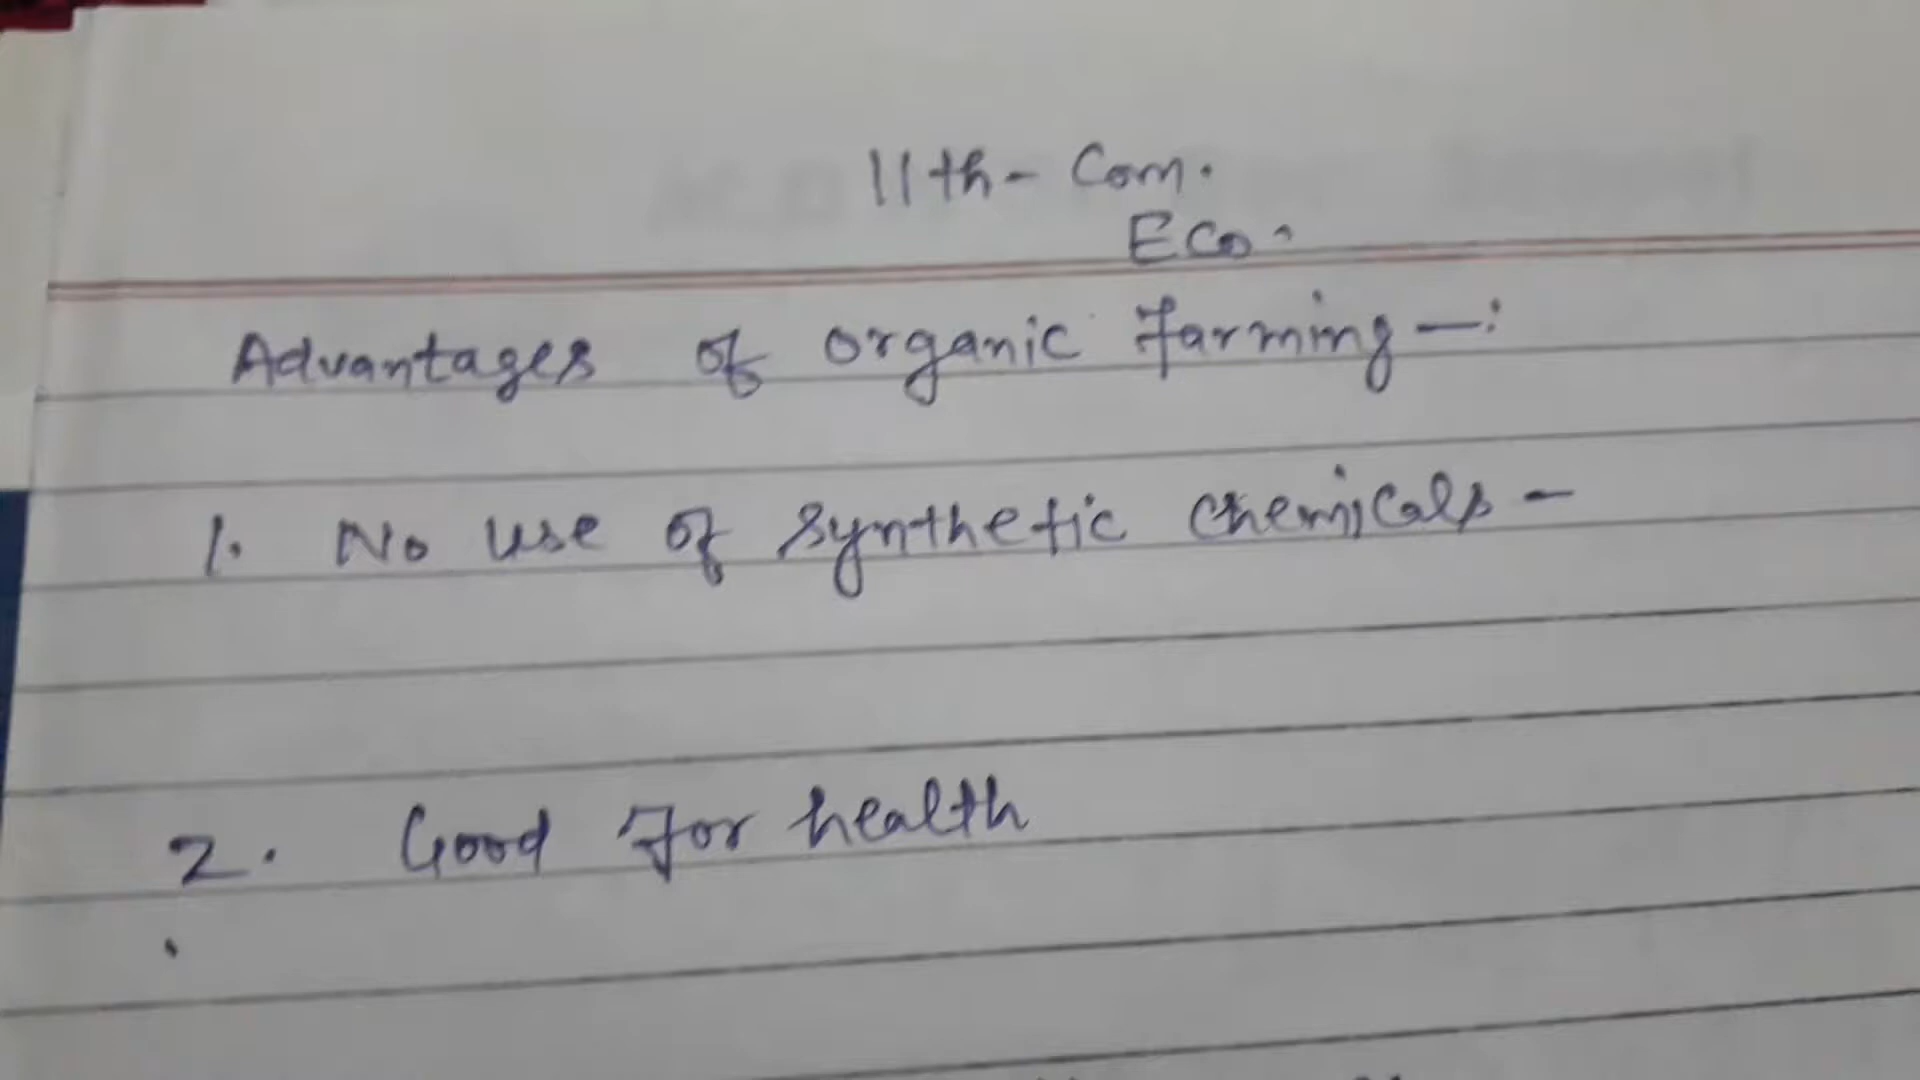 11th - Com.
Eco.
Advantages of organic farming -:
1. No use of synthetic chemicals -
2. Good for health